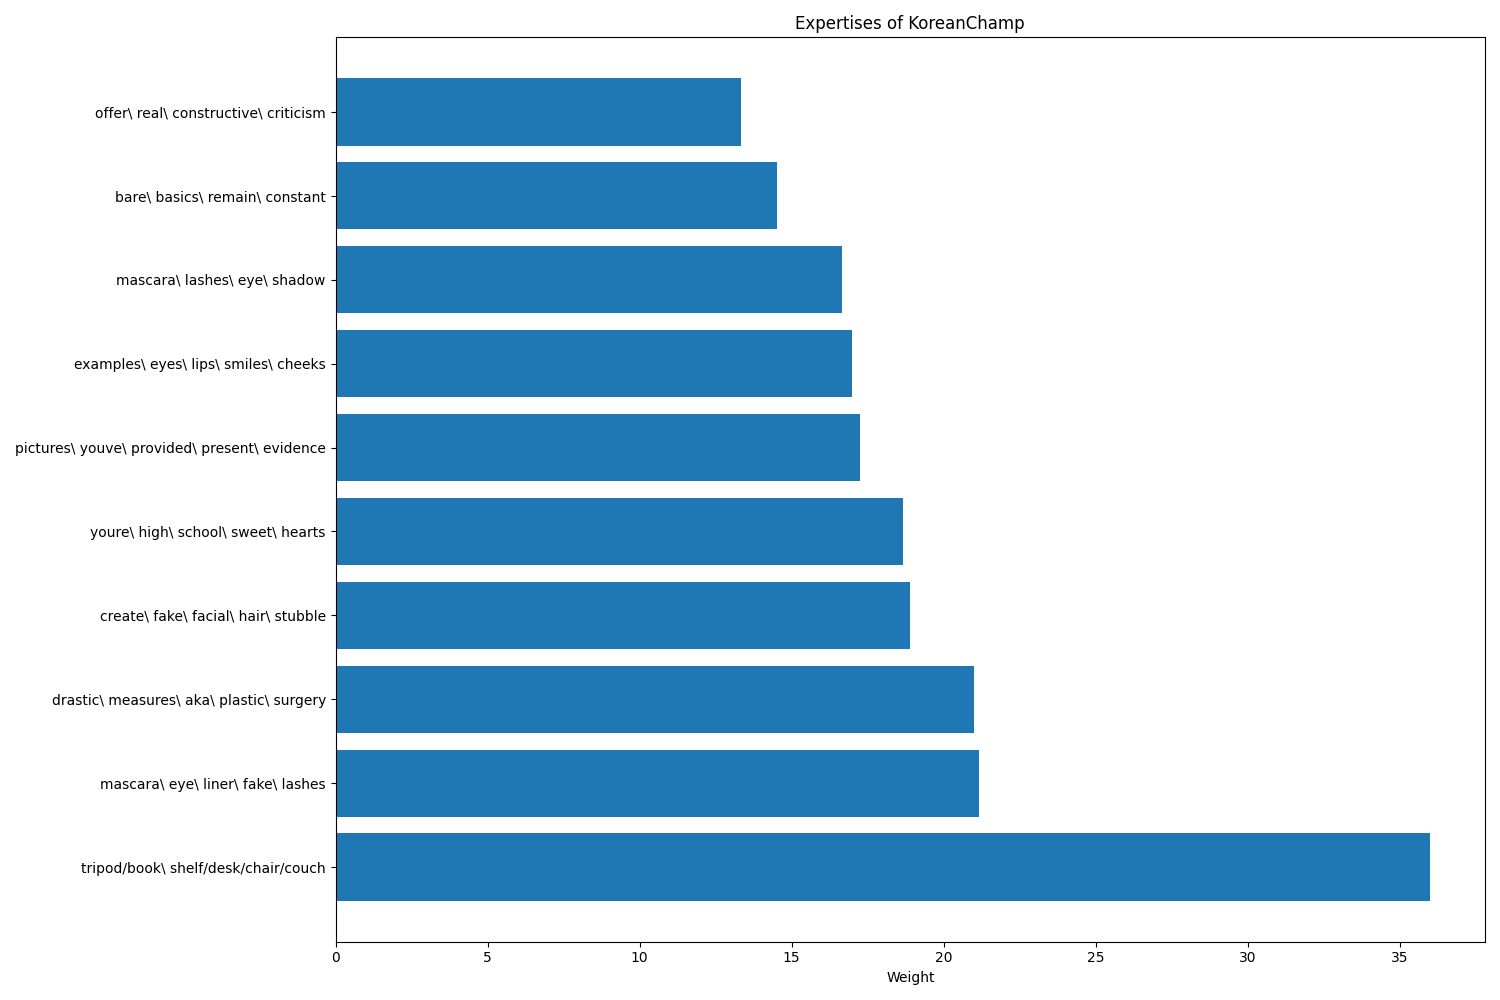 Expertises of KoreanChamp
offer\ real\ constructive\ criticism
bare\ basics\ remain\ constant
mascara\ lashes\ eye\ shadow
examples\ eyes\ lips\ smiles\ cheeks
pictures\ youve\ provided\ present\ evidence
youre\ high\ school\ sweet\ hearts
create\ fake\ facial\ hair\ stubble
drastic\ measures\ aka\ plastic\ surgery
mascara\ eye\ liner\ fake\ lashes
tripod/book\ shelf/desk/chair/couch
0 5 10 15 20 25 30 35
Weight